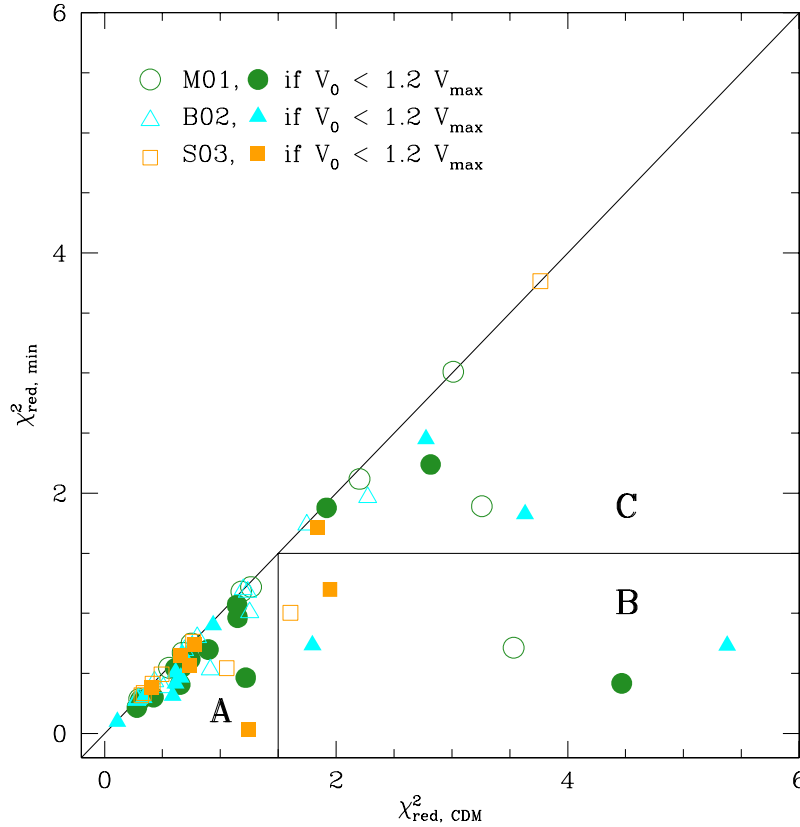 6
M01, if V0 < 1.2 Vmax
B02, if V0 < 1.2 Vmax
S03, if V0 < 1.2 Vmax
4
χ²red, min
2
C
B
A
0
0 2 4 6
χ²red, CDM